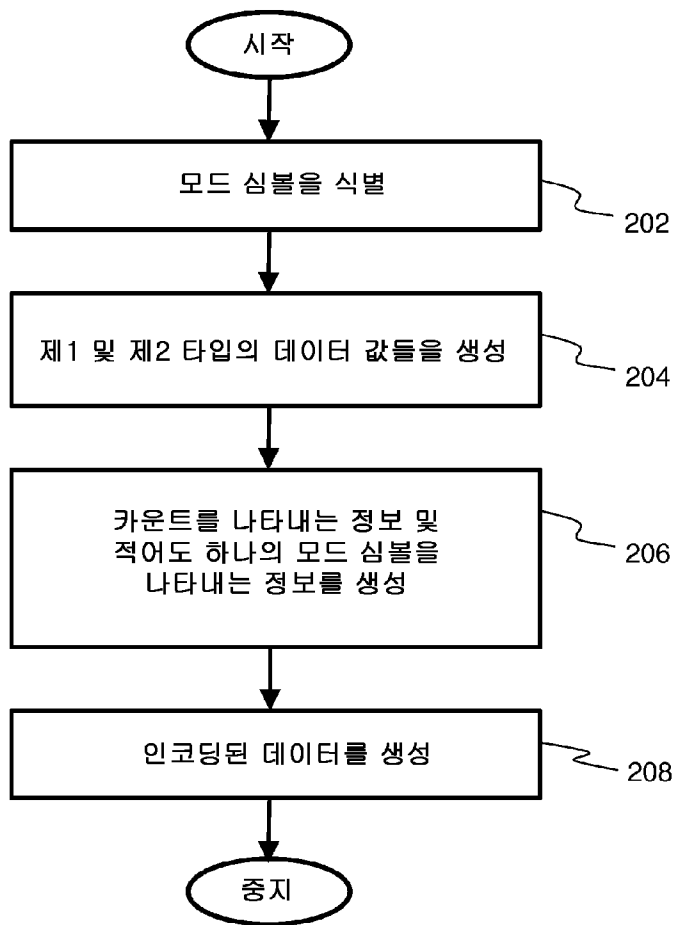 시작
모드 심볼을 식별
202
제1 및 제2 타입의 데이터 값들을 생성
204
카운트를 나타내는 정보 및
적어도 하나의 모드 심볼을
나타내는 정보를 생성
206
인코딩된 데이터를 생성
208
중지